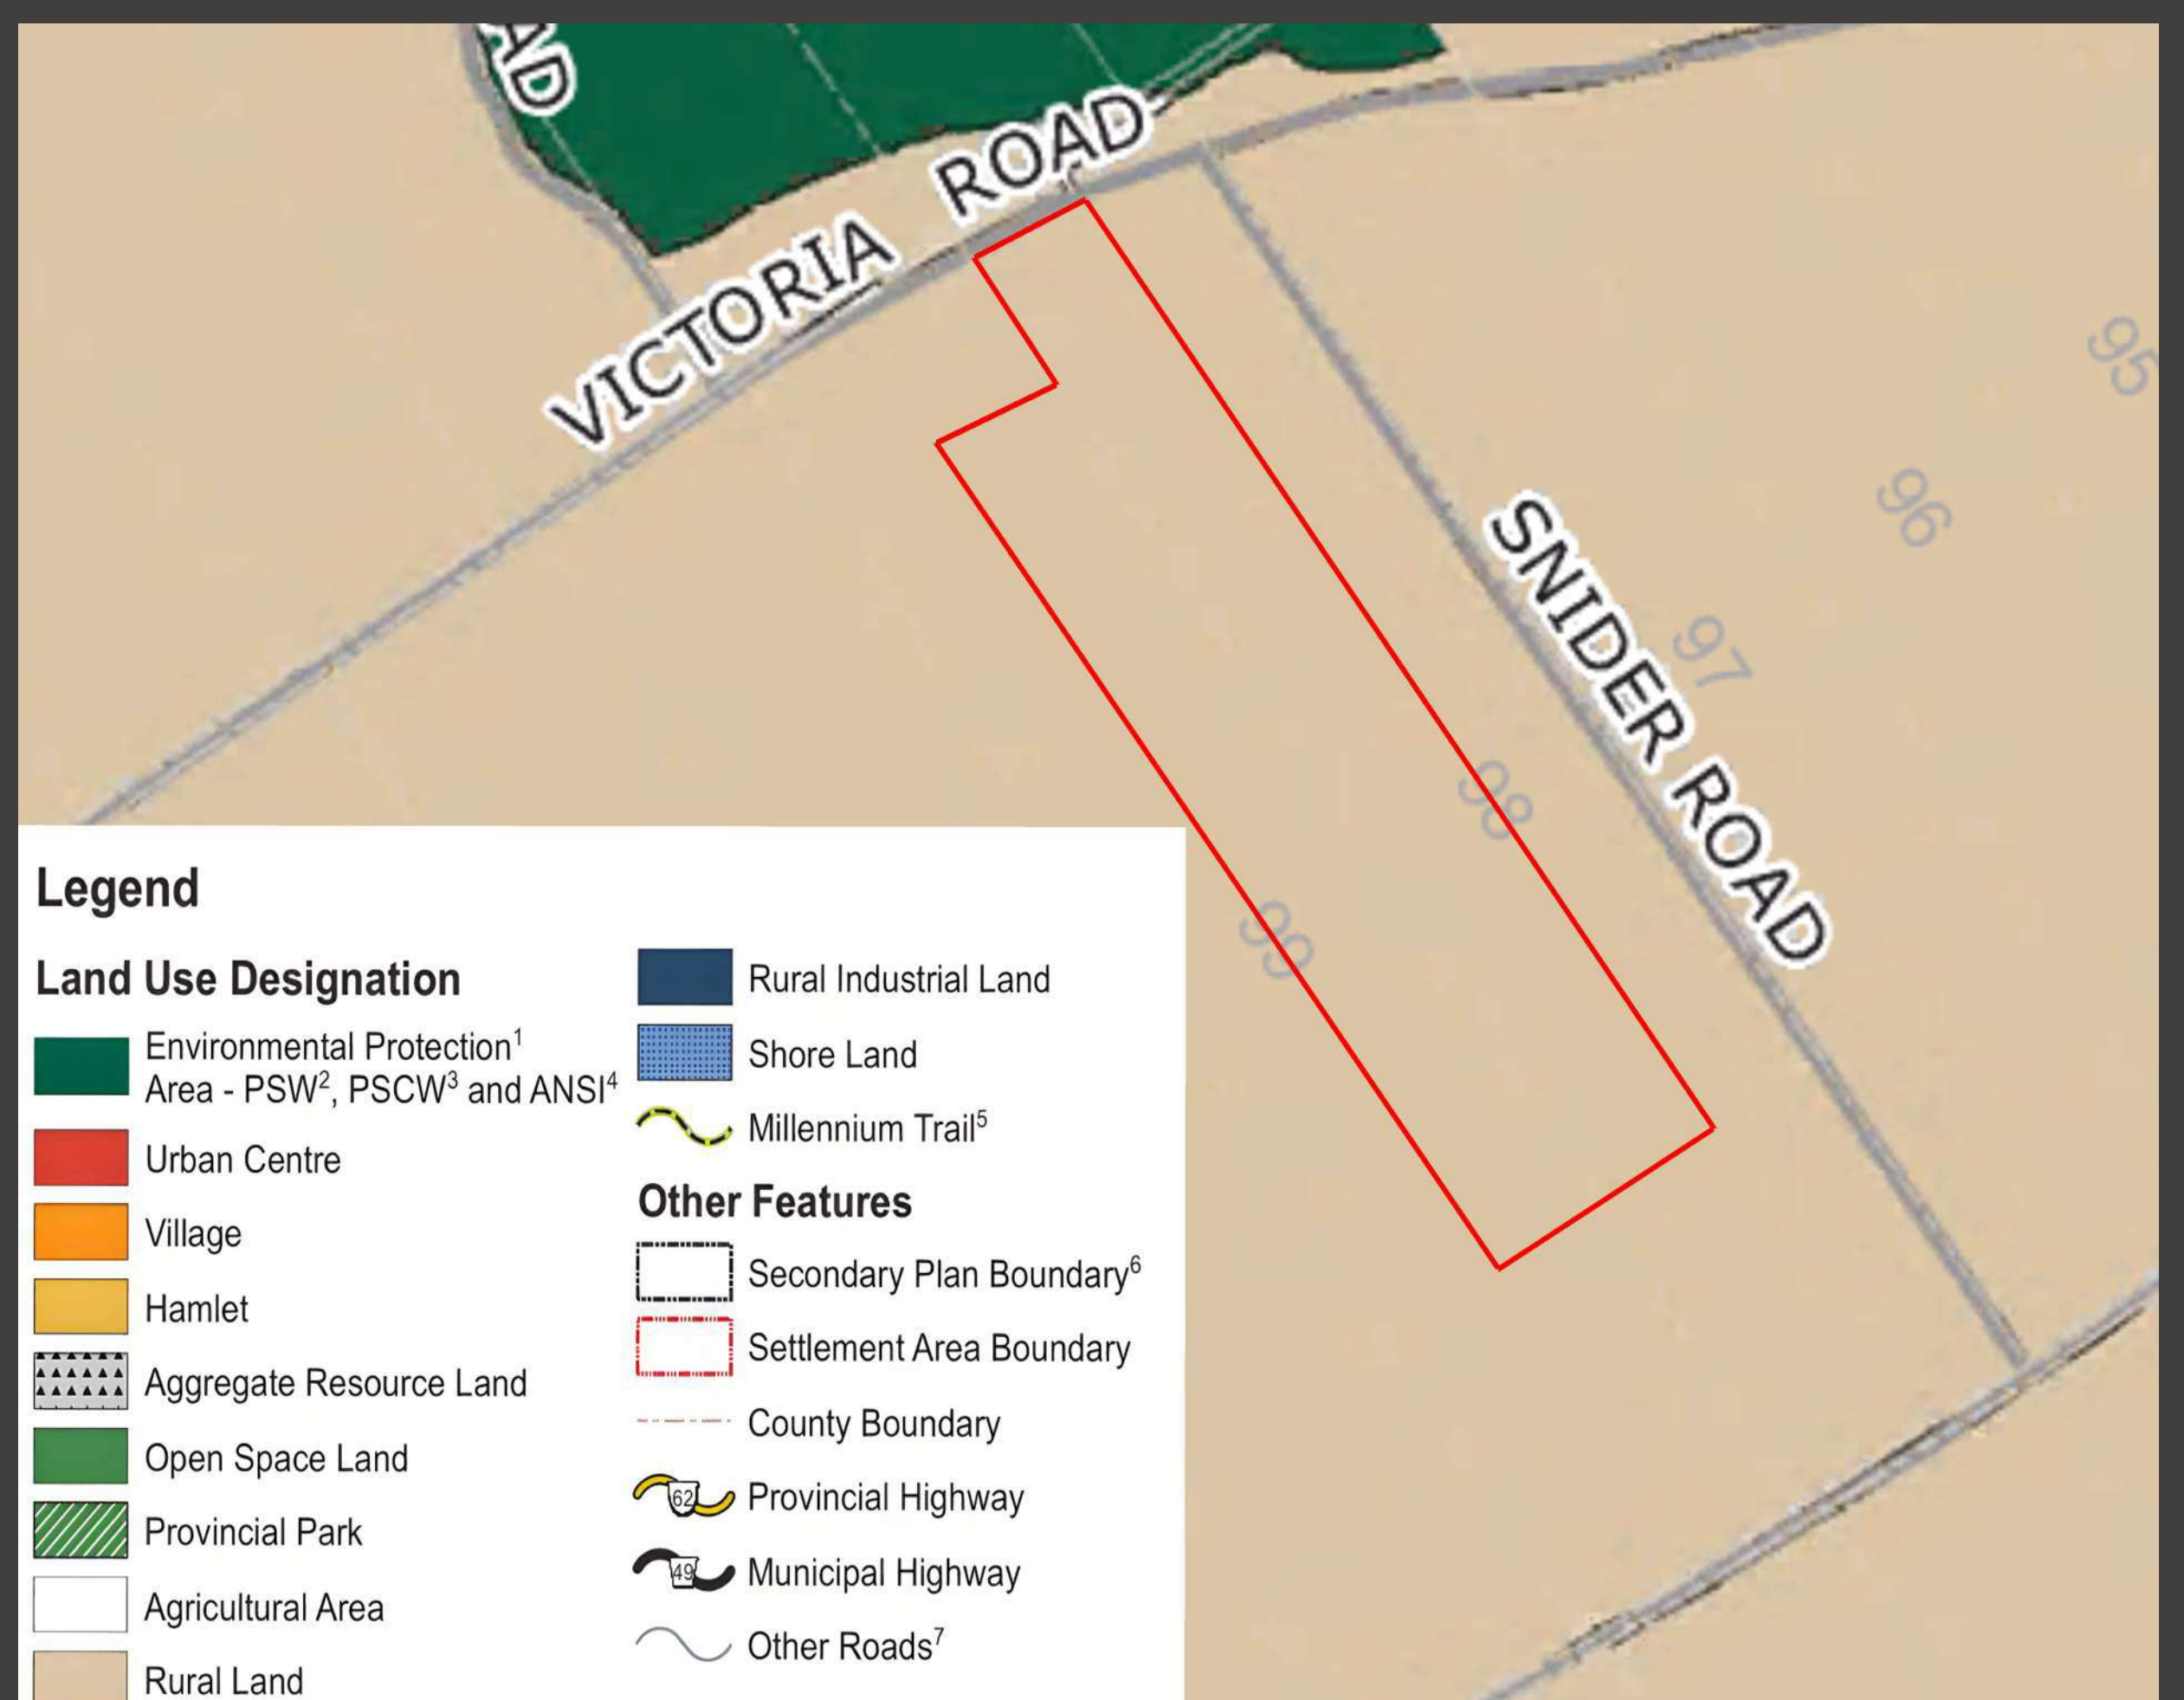 AD
VICTORIA ROAD
SNIDER ROAD
95
96
97
98
99
Legend
Land Use Designation
Environmental Protection¹
Area - PSW², PSCW³ and ANSI⁴
Urban Centre
Village
Hamlet
Aggregate Resource Land
Open Space Land
Provincial Park
Agricultural Area
Rural Land
Rural Industrial Land
Shore Land
Millennium Trail⁵
Other Features
Secondary Plan Boundary⁶
Settlement Area Boundary
County Boundary
62 Provincial Highway
49 Municipal Highway
Other Roads⁷